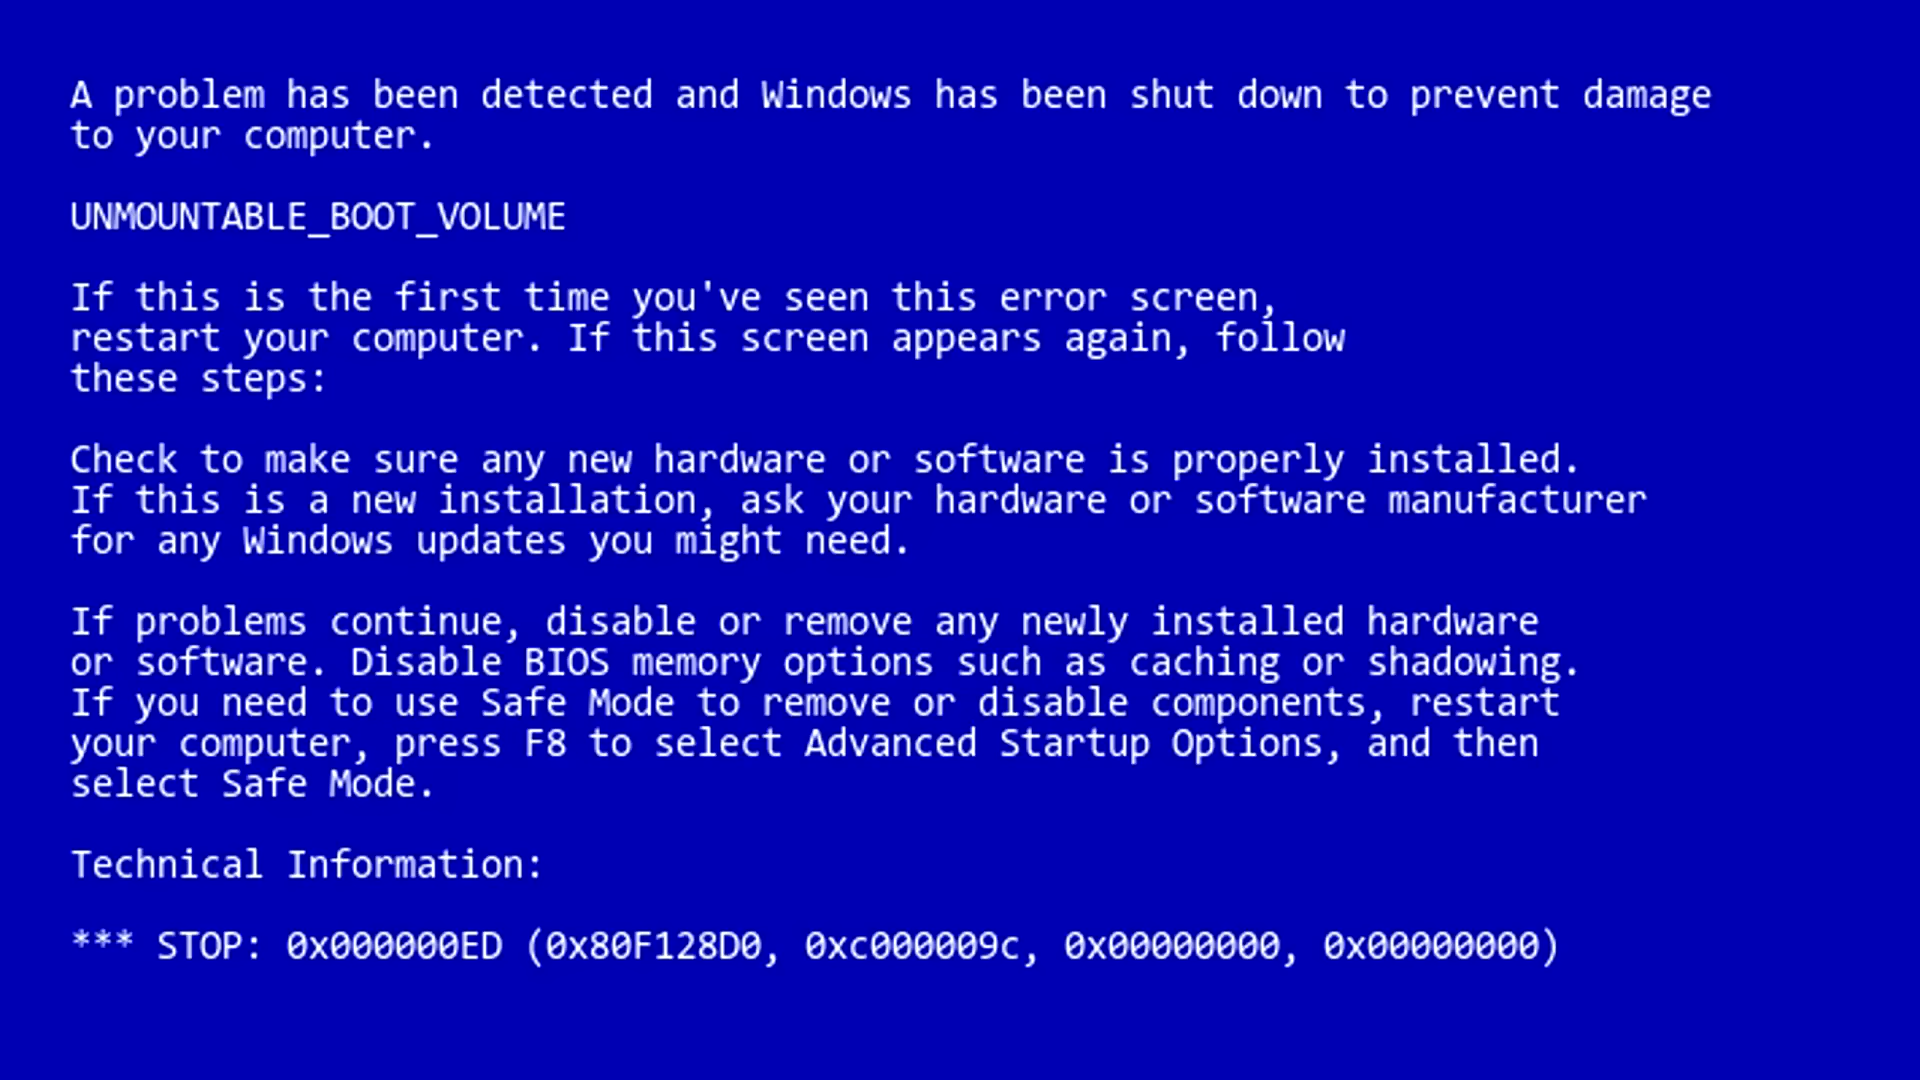 A problem has been detected and Windows has been shut down to prevent damage
to your computer.
UNMOUNTABLE_BOOT_VOLUME
If this is the first time you've seen this error screen,
restart your computer. If this screen appears again, follow
these steps:
Check to make sure any new hardware or software is properly installed.
If this is a new installation, ask your hardware or software manufacturer
for any Windows updates you might need.
If problems continue, disable or remove any newly installed hardware
or software. Disable BIOS memory options such as caching or shadowing.
If you need to use Safe Mode to remove or disable components, restart
your computer, press F8 to select Advanced Startup Options, and then
select Safe Mode.
Technical Information:
*** STOP: 0x000000ED (0x80F128D0, 0xc000009c, 0x00000000, 0x00000000)